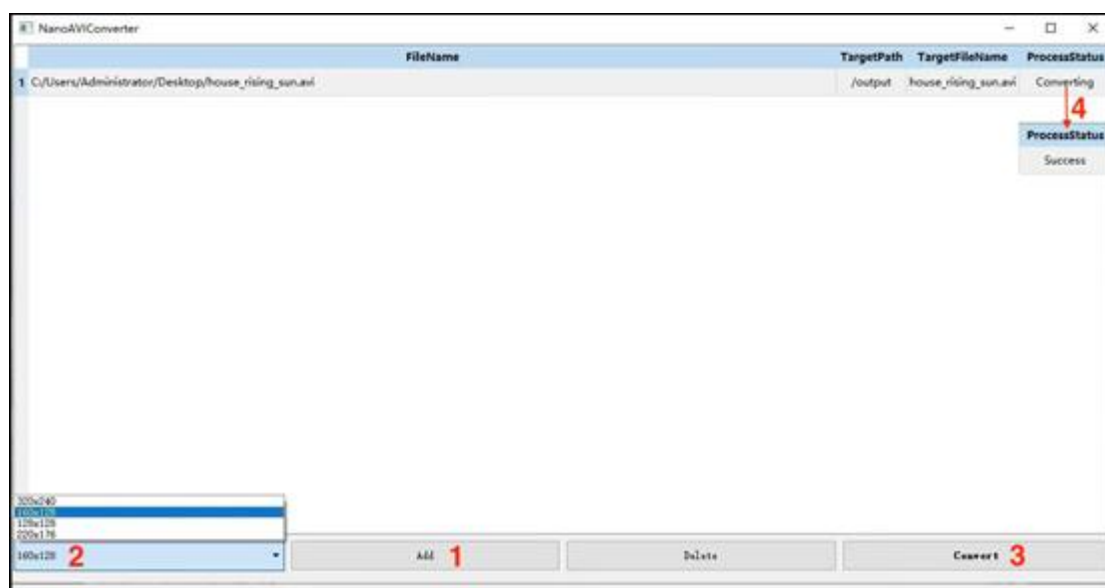 NanoAVIConverter
FileName TargetPath TargetFileName ProcessStatus
1 C:/Users/Administrator/Desktop/house_rising_sun.avi /output house_rising_sun.avi Converting
4
ProcessStatus
Success
320x240
160x128
128x128
220x176
160x128 2 Add 1 Delete Convert 3